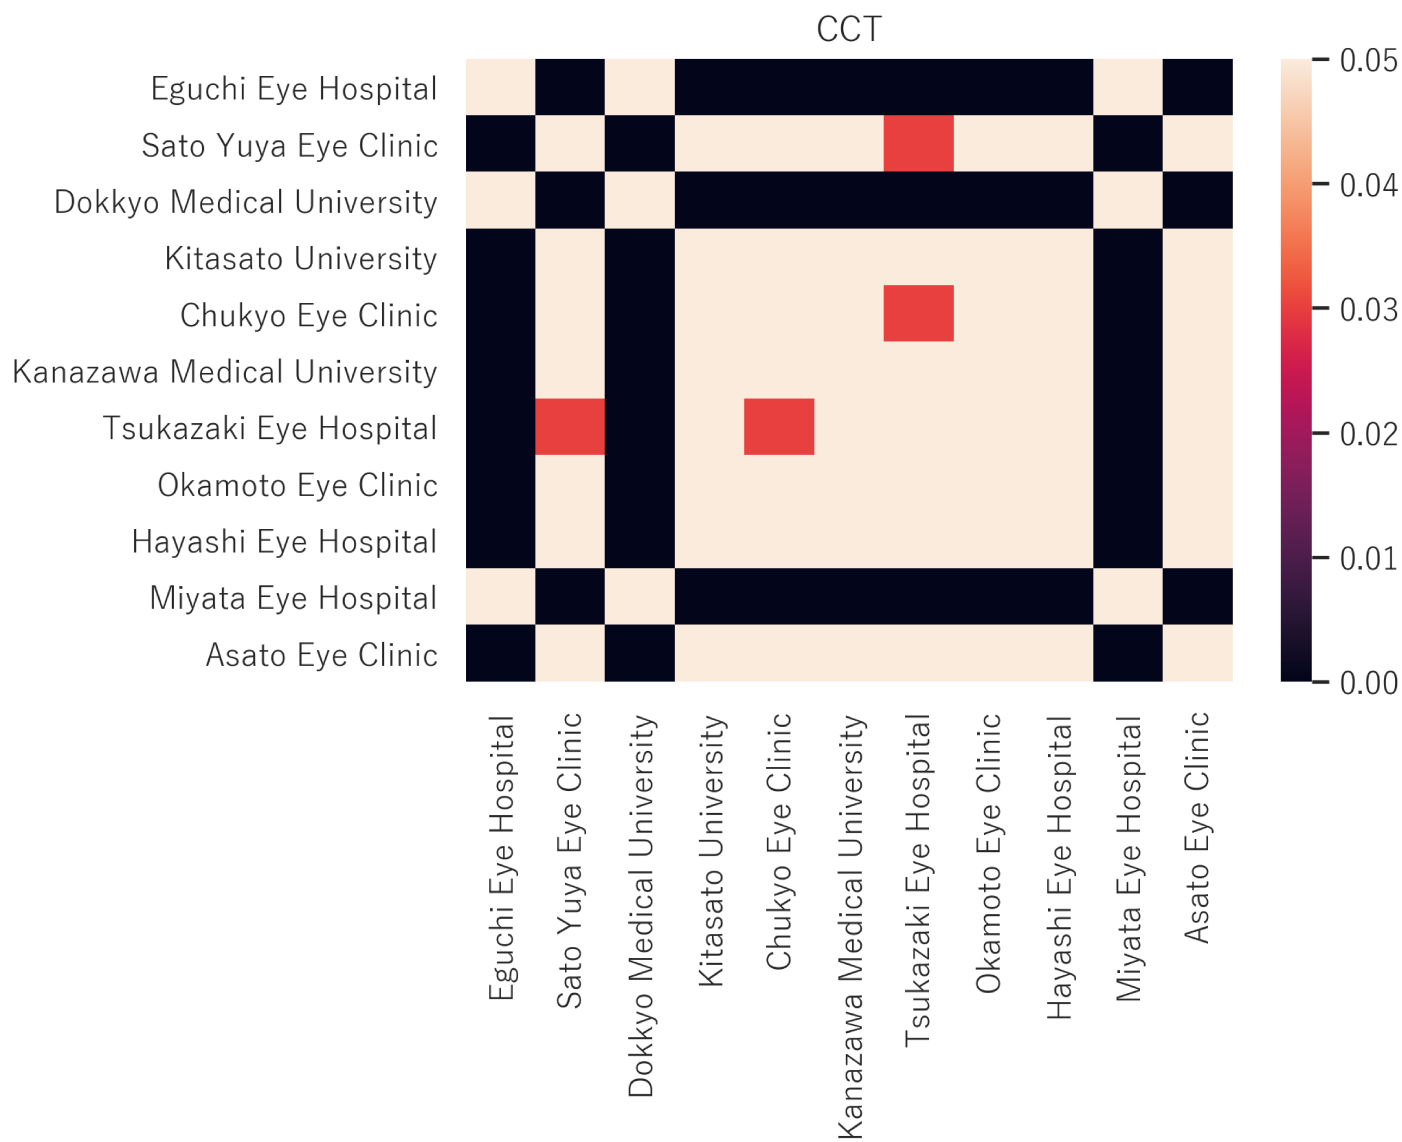 CCT
Eguchi Eye Hospital
Sato Yuya Eye Clinic
Dokkyo Medical University
Kitasato University
Chukyo Eye Clinic
Kanazawa Medical University
Tsukazaki Eye Hospital
Okamoto Eye Clinic
Hayashi Eye Hospital
Miyata Eye Hospital
Asato Eye Clinic
0.05
0.04
0.03
0.02
0.01
0.00
Eguchi Eye Hospital
Sato Yuya Eye Clinic
Dokkyo Medical University
Kitasato University
Chukyo Eye Clinic
Kanazawa Medical University
Tsukazaki Eye Hospital
Okamoto Eye Clinic
Hayashi Eye Hospital
Miyata Eye Hospital
Asato Eye Clinic